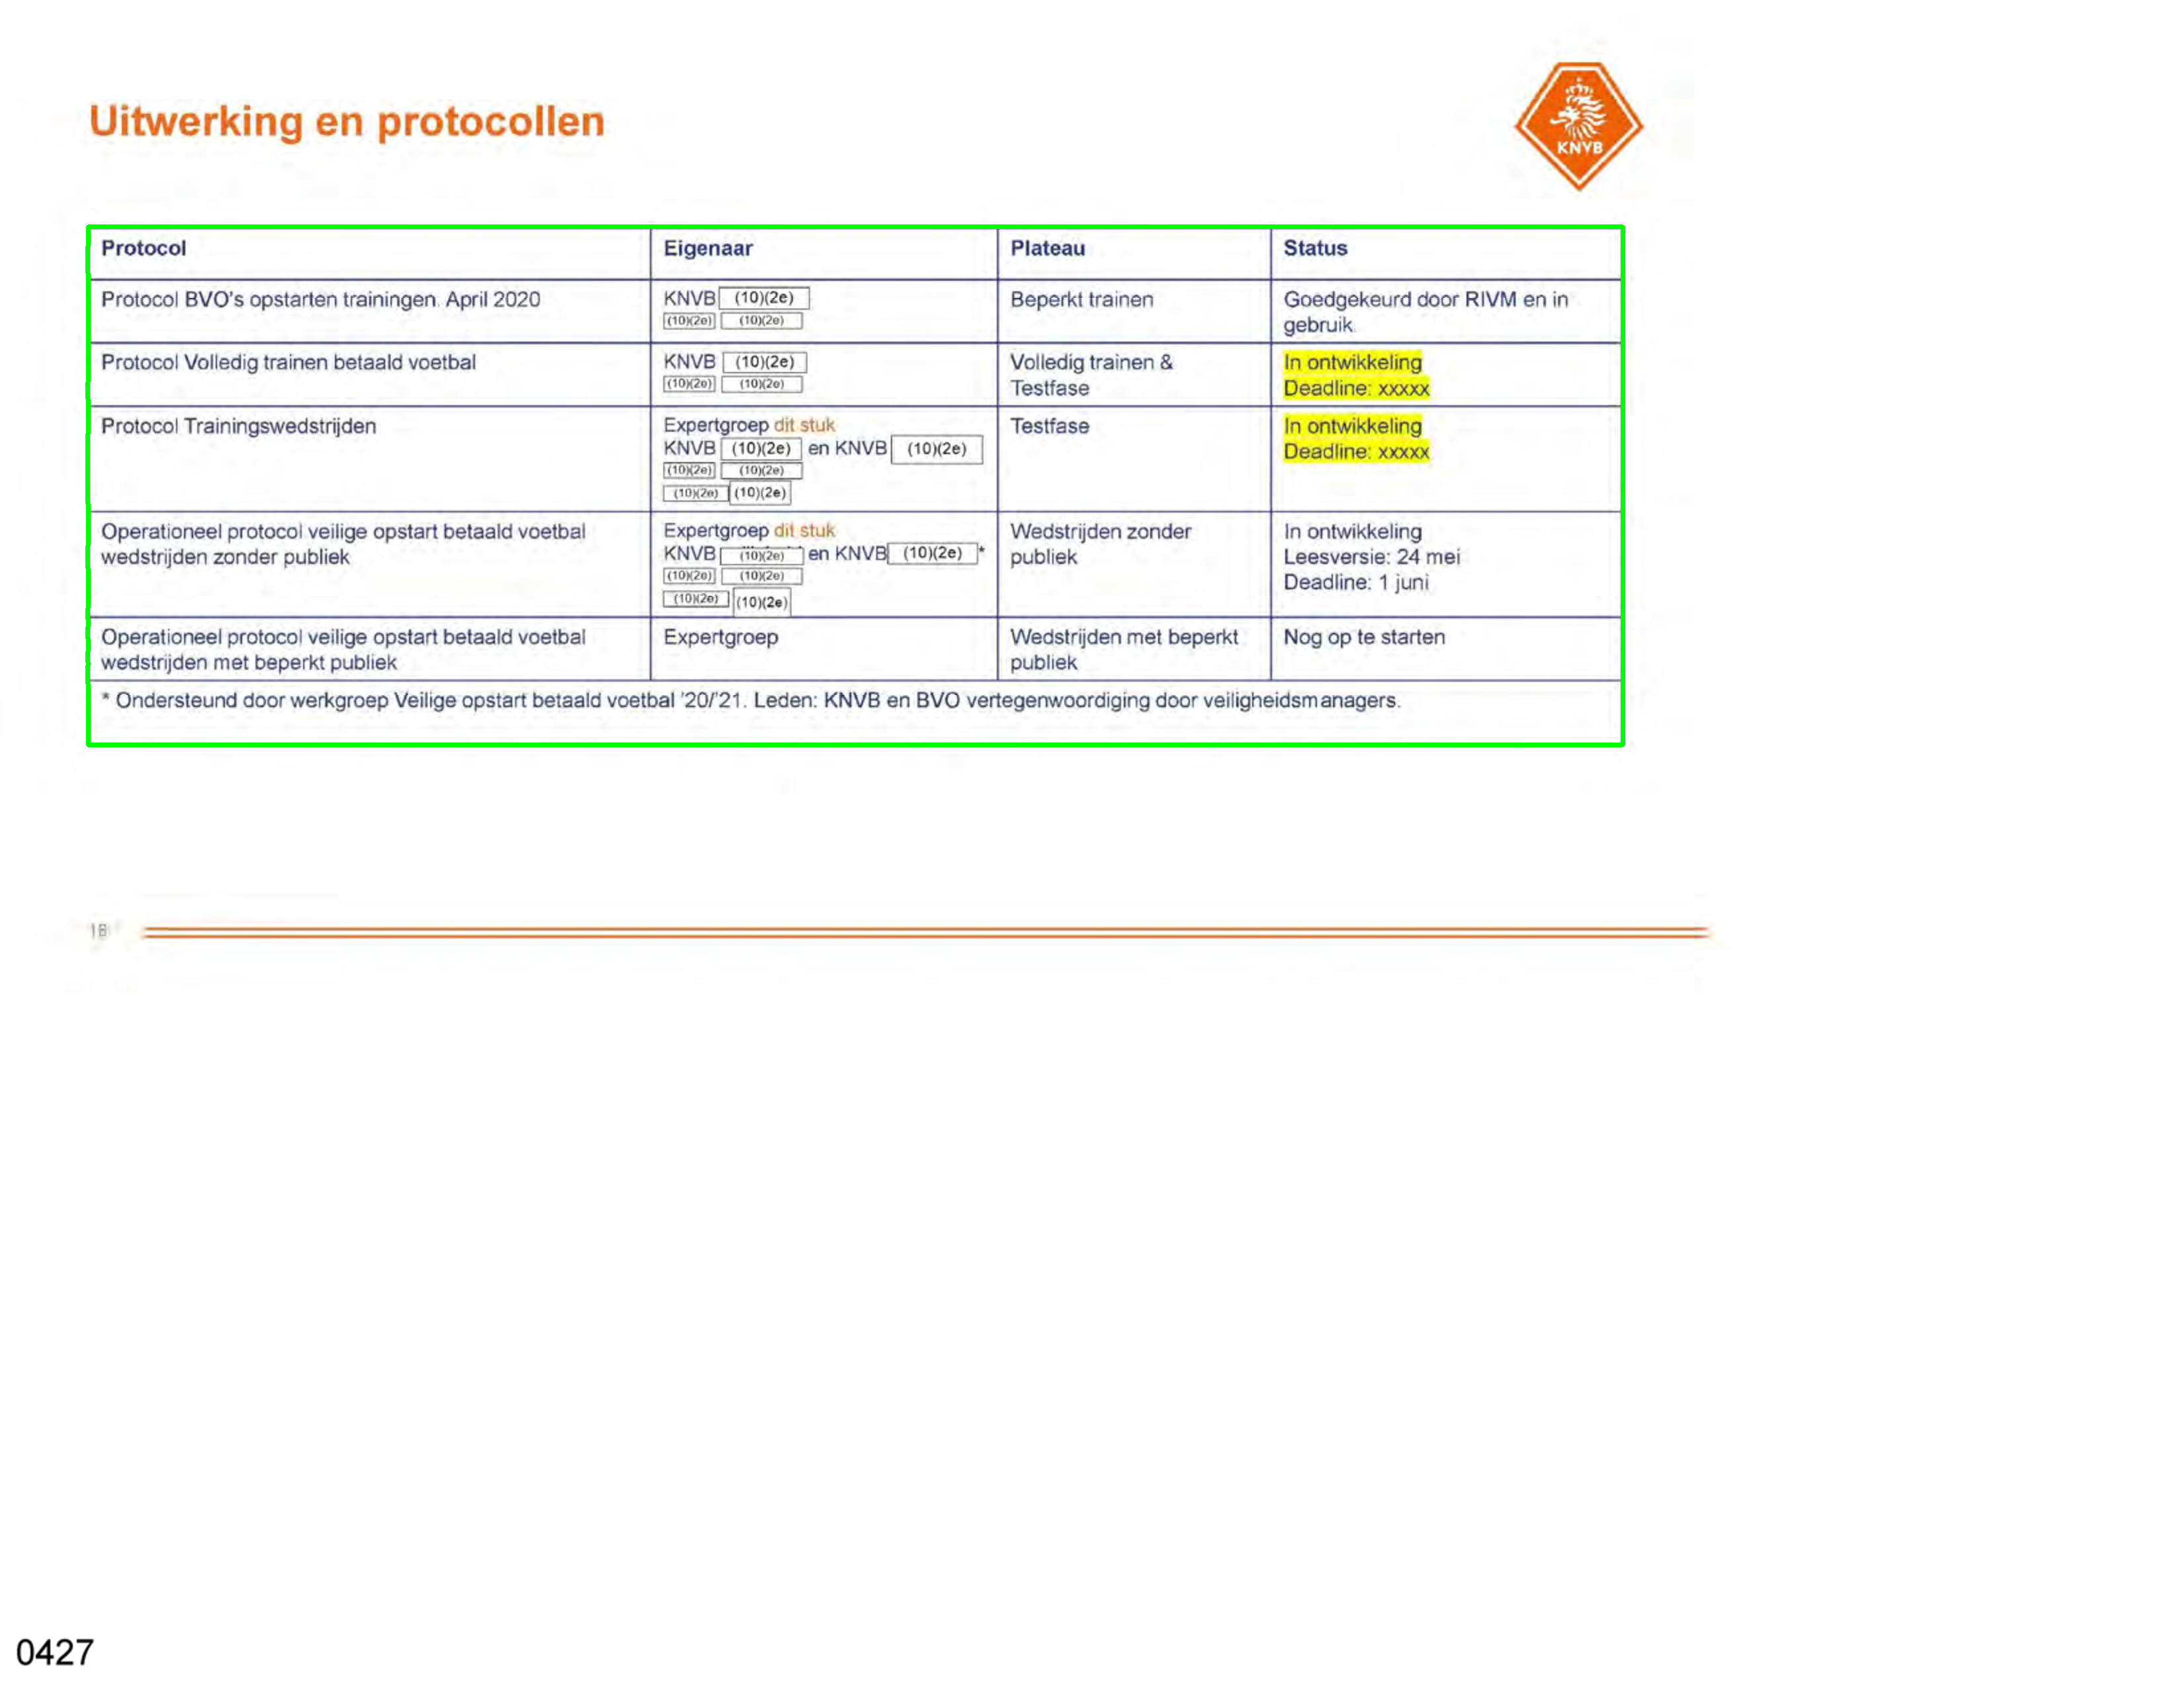 Uitwerking en protocollen
KNVB
Protocol Eigenaar Plateau Status
Protocol BVO's opstarten trainingen. April 2020 KNVB (10)(2e) Beperkt trainen Goedgekeurd door RIVM en in
(10)(2e) (10)(2e) gebruik
Protocol Volledig trainen betaald voetbal KNVB (10)(2e) Volledig trainen & In ontwikkeling
(10)(2e) (10)(2e) Testfase Deadline: xxxxx
Protocol Trainingswedstrijden Expertgroep dit stuk Testfase In ontwikkeling
KNVB (10)(2e) en KNVB (10)(2e) Deadline: xxxxx
(10)(2e) (10)(2e)
(10)(2e) (10)(2e)
Operationeel protocol veilige opstart betaald voetbal Expertgroep dit stuk Wedstrijden zonder In ontwikkeling
wedstrijden zonder publiek KNVB (10)(2e) en KNVB (10)(2e) * publiek Leesversie: 24 mei
(10)(2e) (10)(2e) Deadline: 1 juni
(10)(2e) (10)(2e)
Operationeel protocol veilige opstart betaald voetbal Expertgroep Wedstrijden met beperkt Nog op te starten
wedstrijden met beperkt publiek publiek
* Ondersteund door werkgroep Veilige opstart betaald voetbal '20/'21. Leden: KNVB en BVO vertegenwoordiging door veiligheidsmanagers.
18
0427